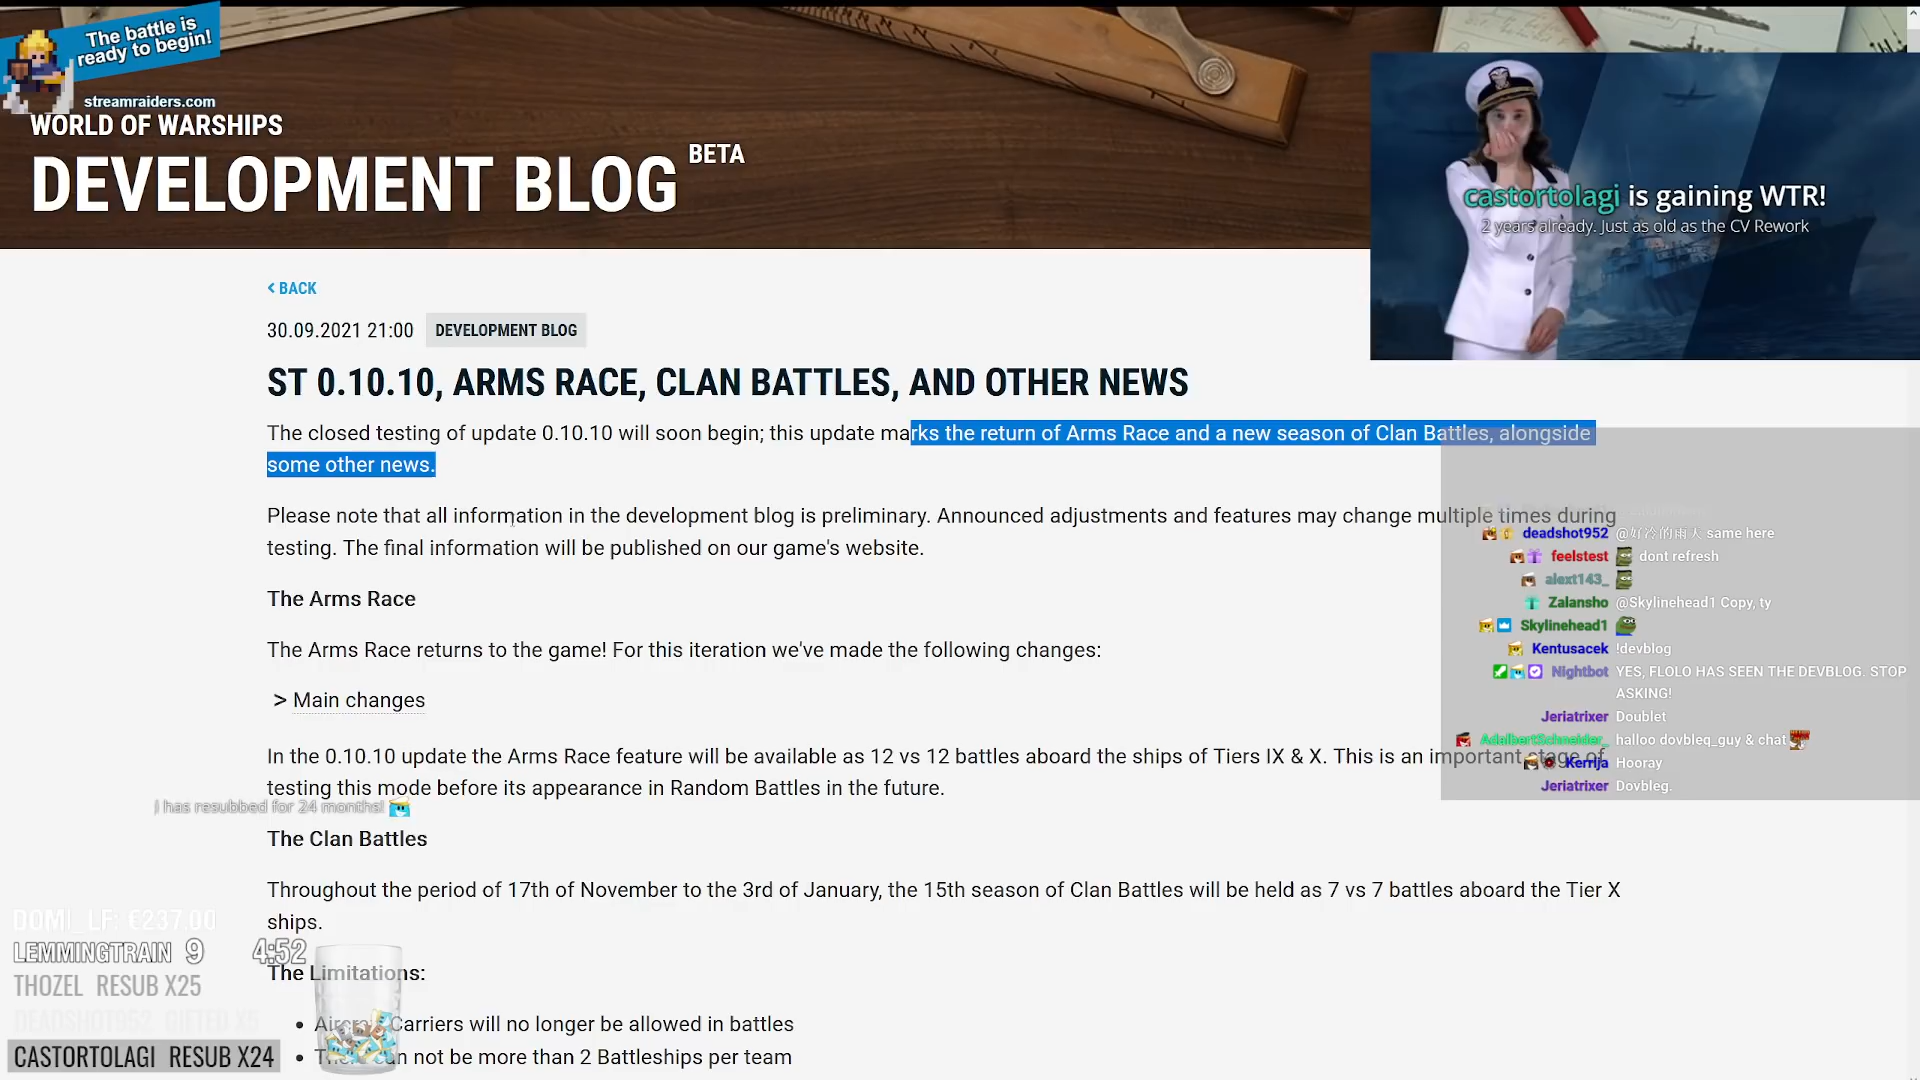 The battle is
ready to begin!
streamraiders.com
WORLD OF WARSHIPS
DEVELOPMENT BLOG BETA
castortolagi is gaining WTR!
2 years already. Just as old as the CV Rework
BACK
30.09.2021 21:00 DEVELOPMENT BLOG
ST 0.10.10, ARMS RACE, CLAN BATTLES, AND OTHER NEWS
The closed testing of update 0.10.10 will soon begin; this update marks the return of Arms Race and a new season of Clan Battles, alongside
some other news.
Please note that all information in the development blog is preliminary. Announced adjustments and features may change multiple times during
testing. The final information will be published on our game's website.
The Arms Race
The Arms Race returns to the game! For this iteration we've made the following changes:
> Main changes
In the 0.10.10 update the Arms Race feature will be available as 12 vs 12 battles aboard the ships of Tiers IX & X. This is an important stage of
testing this mode before its appearance in Random Battles in the future.
has resubbed for 24 months!
The Clan Battles
Throughout the period of 17th of November to the 3rd of January, the 15th season of Clan Battles will be held as 7 vs 7 battles aboard the Tier X
ships.
The Limitations:
Aircraft Carriers will no longer be allowed in battles
There can not be more than 2 Battleships per team
deadshot952 @好冷的雨天 same here
feelstest dont refresh
alext143_
Zalansho @Skylinehead1 Copy, ty
Skylinehead1
Kentusacek !devblog
Nightbot YES, FLOLO HAS SEEN THE DEVBLOG. STOP
ASKING!
Jeriatrixer Doublet
AdalbertSchneider_ halloo dovbleq_guy & chat
Kerrija Hooray
Jeriatrixer Dovbleg.
DOMI_LF: €237.00
LEMMINGTRAIN 9 4:52
THOZEL RESUB X25
DEADSHOT952 GIFTED X5
CASTORTOLAGI RESUB X24